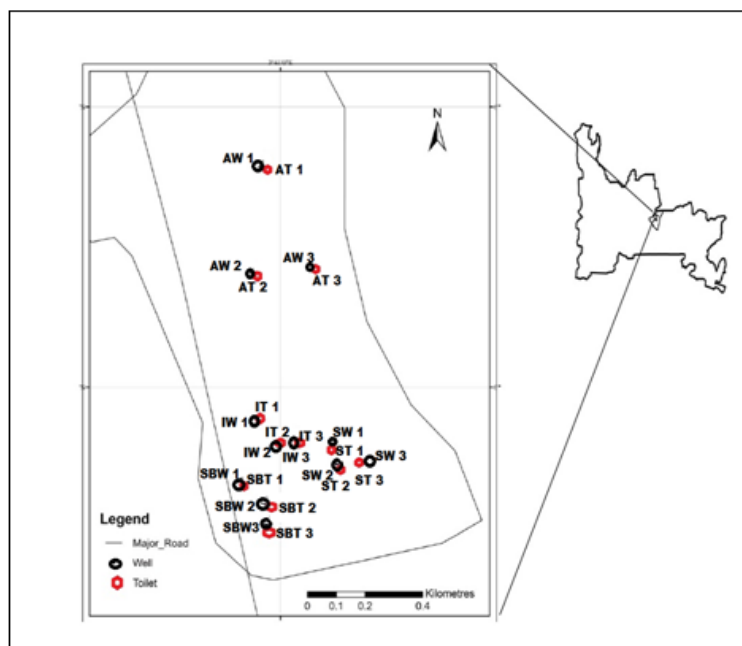 N
AW 1
AT 1
AW 3
AW 2
AT 3
AT 2
IT 1
IW 1
IT 2
IT 3
SW 1
IW 2
IW 3
ST 1
SW 3
SW 2
ST 3
ST 2
SBW 1
SBT 1
SBW 2
SBT 2
SBW3
SBT 3
Legend
Major_Road
Well
Toilet
Kilometres
0 0.1 0.2 0.4